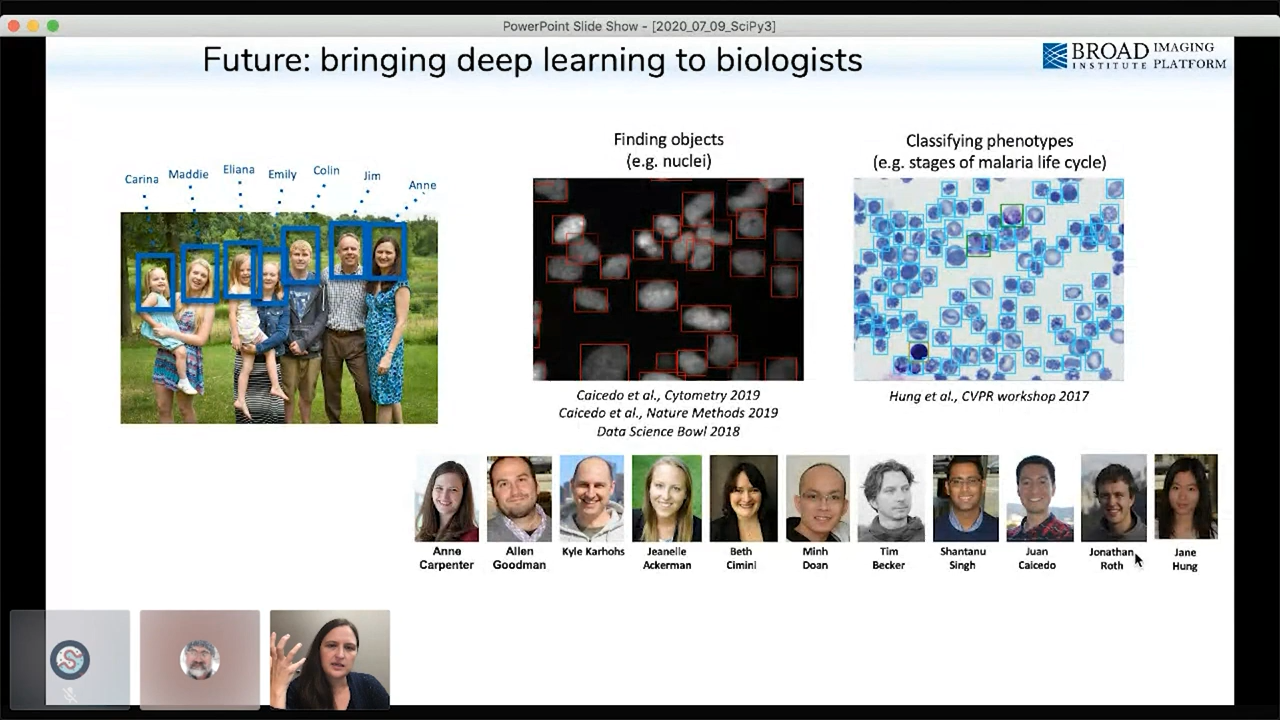 PowerPoint Slide Show - [2020_07_09_SciPy3]
Future: bringing deep learning to biologists
BROAD INSTITUTE
IMAGING PLATFORM
Carina
Maddie
Eliana
Emily
Colin
Jim
Anne
Finding objects
(e.g. nuclei)
Caicedo et al., Cytometry 2019
Caicedo et al., Nature Methods 2019
Data Science Bowl 2018
Classifying phenotypes
(e.g. stages of malaria life cycle)
Hung et al., CVPR workshop 2017
Anne
Carpenter
Allen
Goodman
Kyle Karhohs
Jeanelle
Ackerman
Beth
Cimini
Minh
Doan
Tim
Becker
Shantanu
Singh
Juan
Caicedo
Jonathan
Roth
Jane
Hung